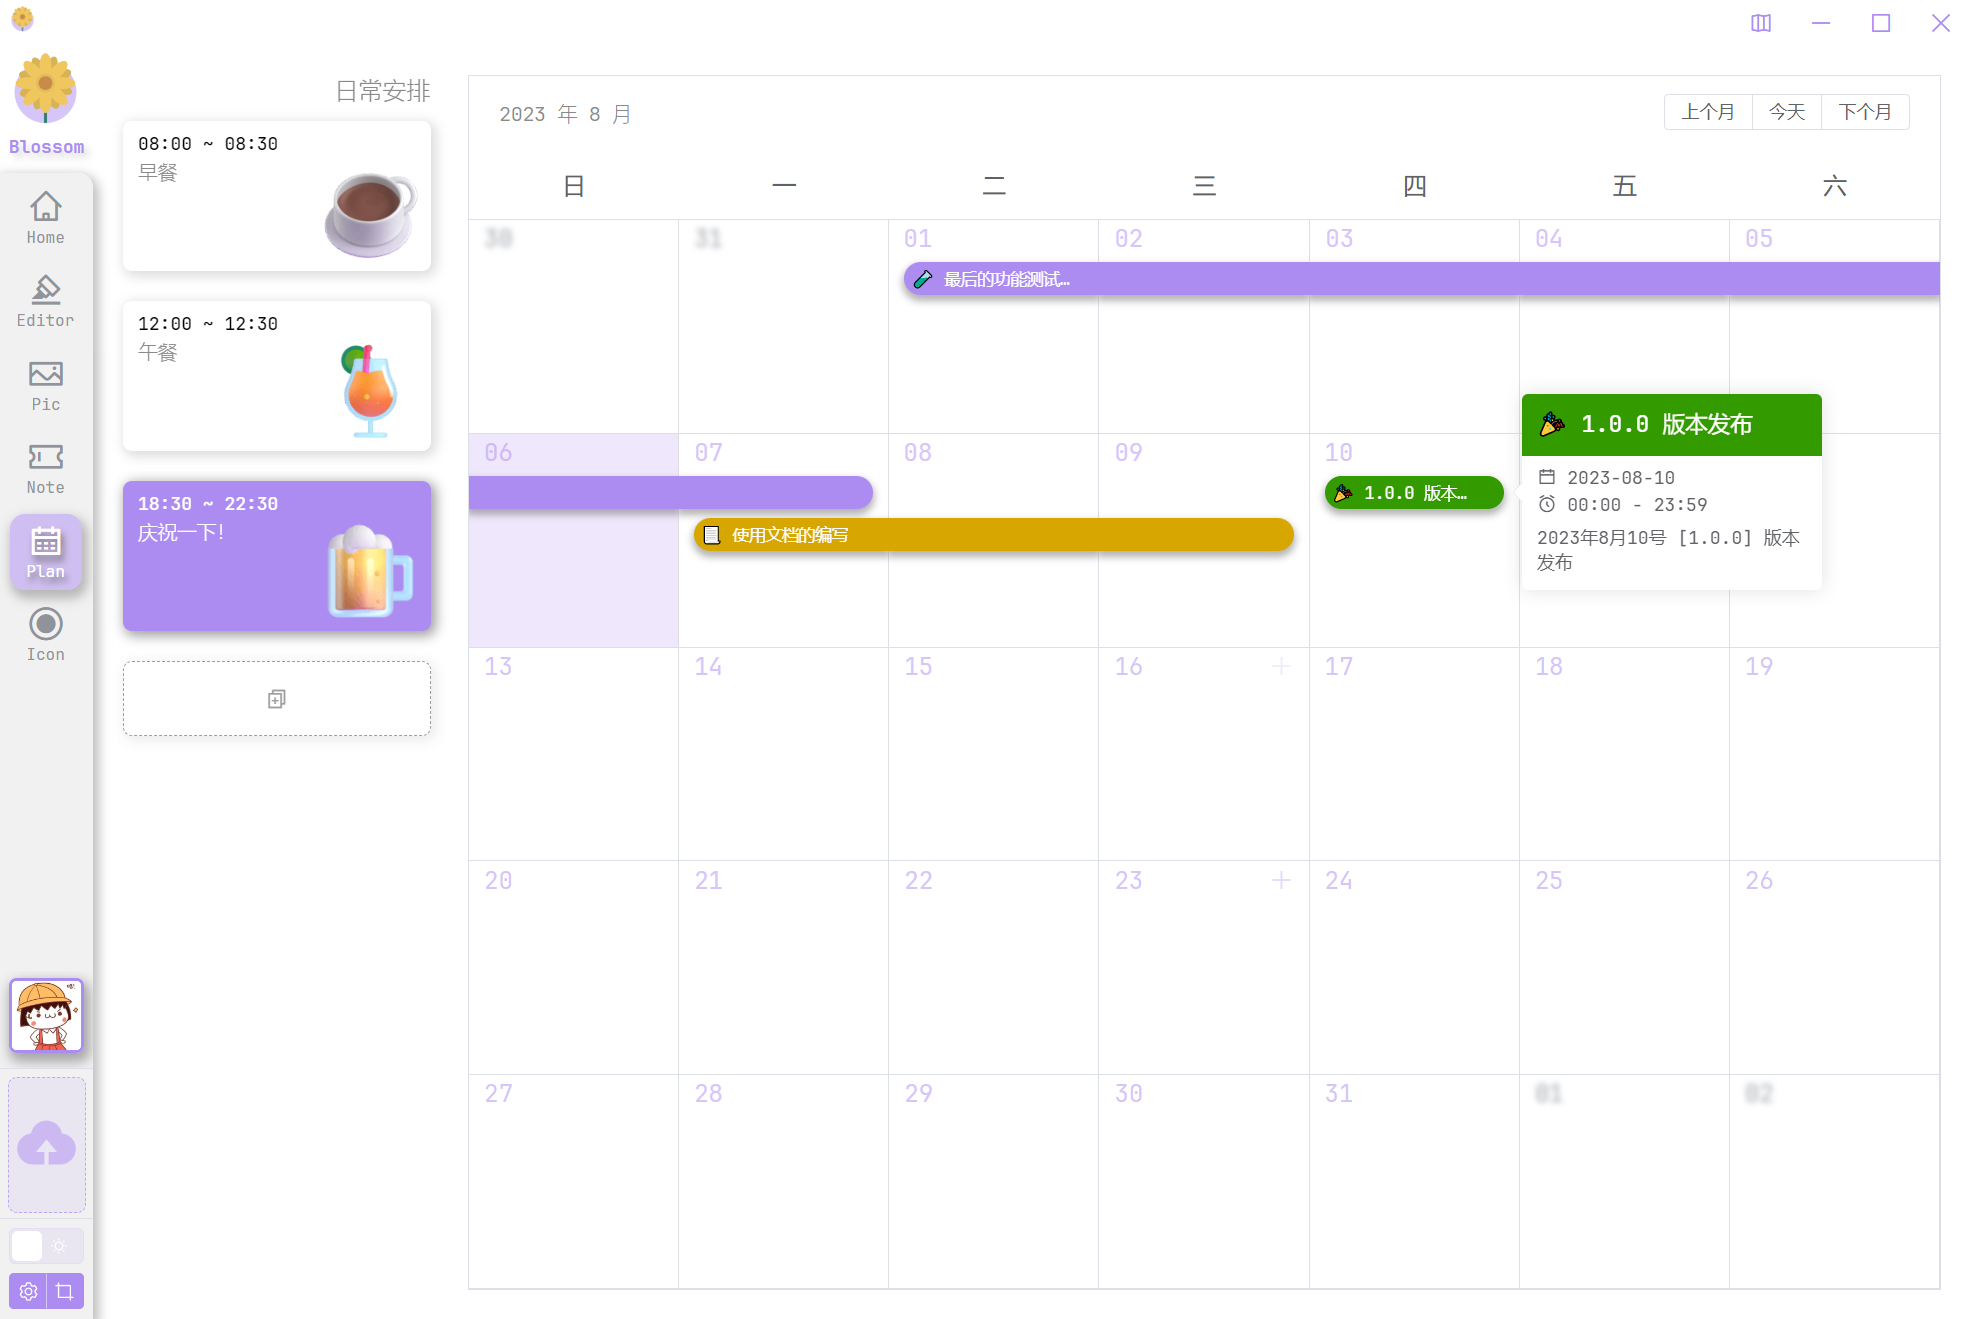 Blossom
Home
Editor
Pic
Note
Plan
Icon
日常安排
08:00 ~ 08:30
早餐
12:00 ~ 12:30
午餐
18:30 ~ 22:30
庆祝一下!
2023 年 8 月
上个月 今天 下个月
日 一 二 三 四 五 六
30 31 01 02 03 04 05
最后的功能测试…
06 07 08 09 10
1.0.0 版本…
使用文档的编写
1.0.0 版本发布
2023-08-10
00:00 - 23:59
2023年8月10号 [1.0.0] 版本
发布
13 14 15 16 17 18 19
20 21 22 23 24 25 26
27 28 29 30 31 01 02